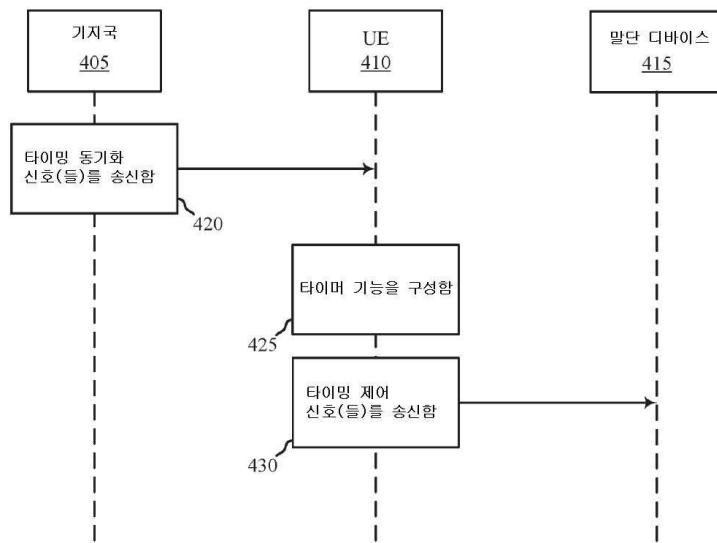 기지국
405
UE
410
말단 디바이스
415
타이밍 동기화
신호(들)를 송신함
420
타이머 기능을 구성함
425
타이밍 제어
신호(들)를 송신함
430